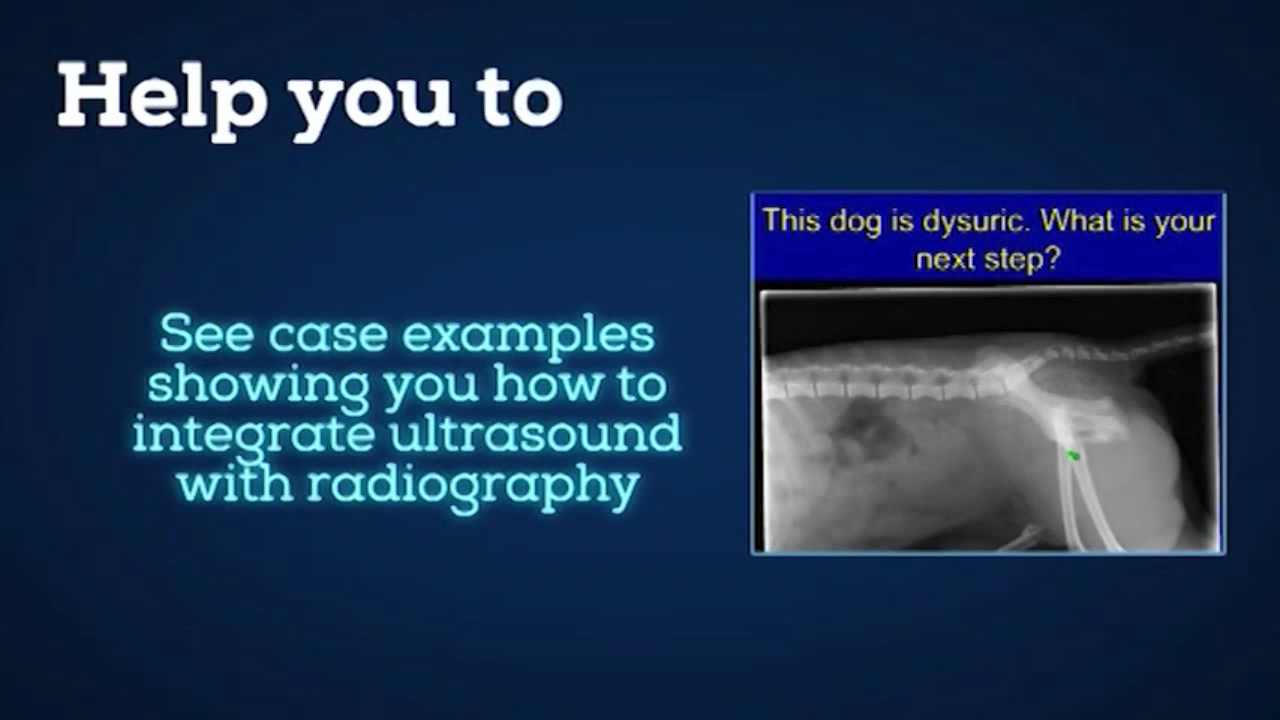 Help you to
See case examples
showing you how to
integrate ultrasound
with radiography
This dog is dysuric. What is your
next step?